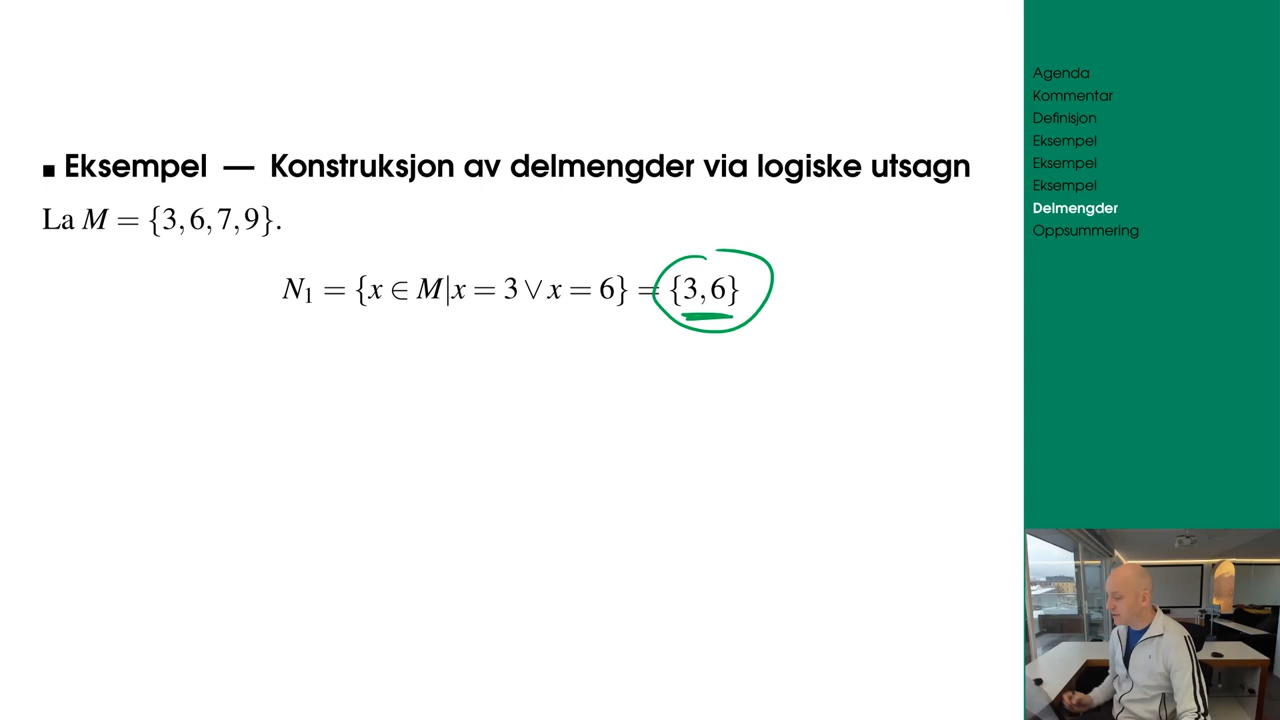 ■ Eksempel — Konstruksjon av delmengder via logiske utsagn
La M = {3, 6, 7, 9}.
N₁ = {x ∈ M|x = 3 ∨ x = 6} = {3, 6}
Agenda
Kommentar
Definisjon
Eksempel
Eksempel
Eksempel
Delmengder
Oppsummering